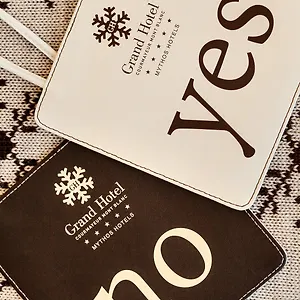 Grand Hotel
COURMAYEUR MONT BLANC
★ ★ ★ ★ ★
MYTHOS HOTELS
yes
Grand Hotel
COURMAYEUR MONT BLANC
★ ★ ★ ★ ★
MYTHOS HOTELS
no